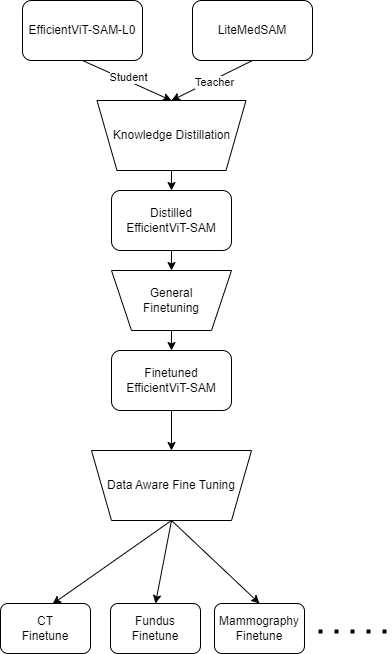 EfficientViT-SAM-L0
LiteMedSAM
Student
Teacher
Knowledge Distillation
Distilled
EfficientViT-SAM
General
Finetuning
Finetuned
EfficientViT-SAM
Data Aware Fine Tuning
CT
Finetune
Fundus
Finetune
Mammography
Finetune